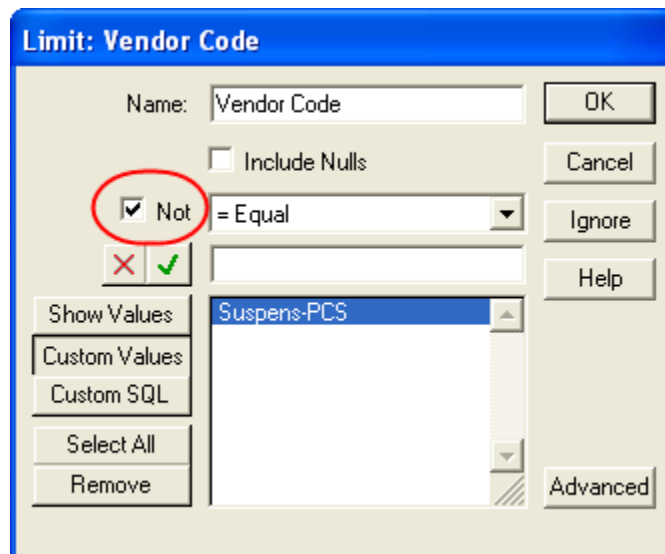 Limit: Vendor Code
Name: Vendor Code OK
Include Nulls Cancel
Not = Equal Ignore
Help
Show Values Suspens-PCS
Custom Values
Custom SQL
Select All
Remove Advanced